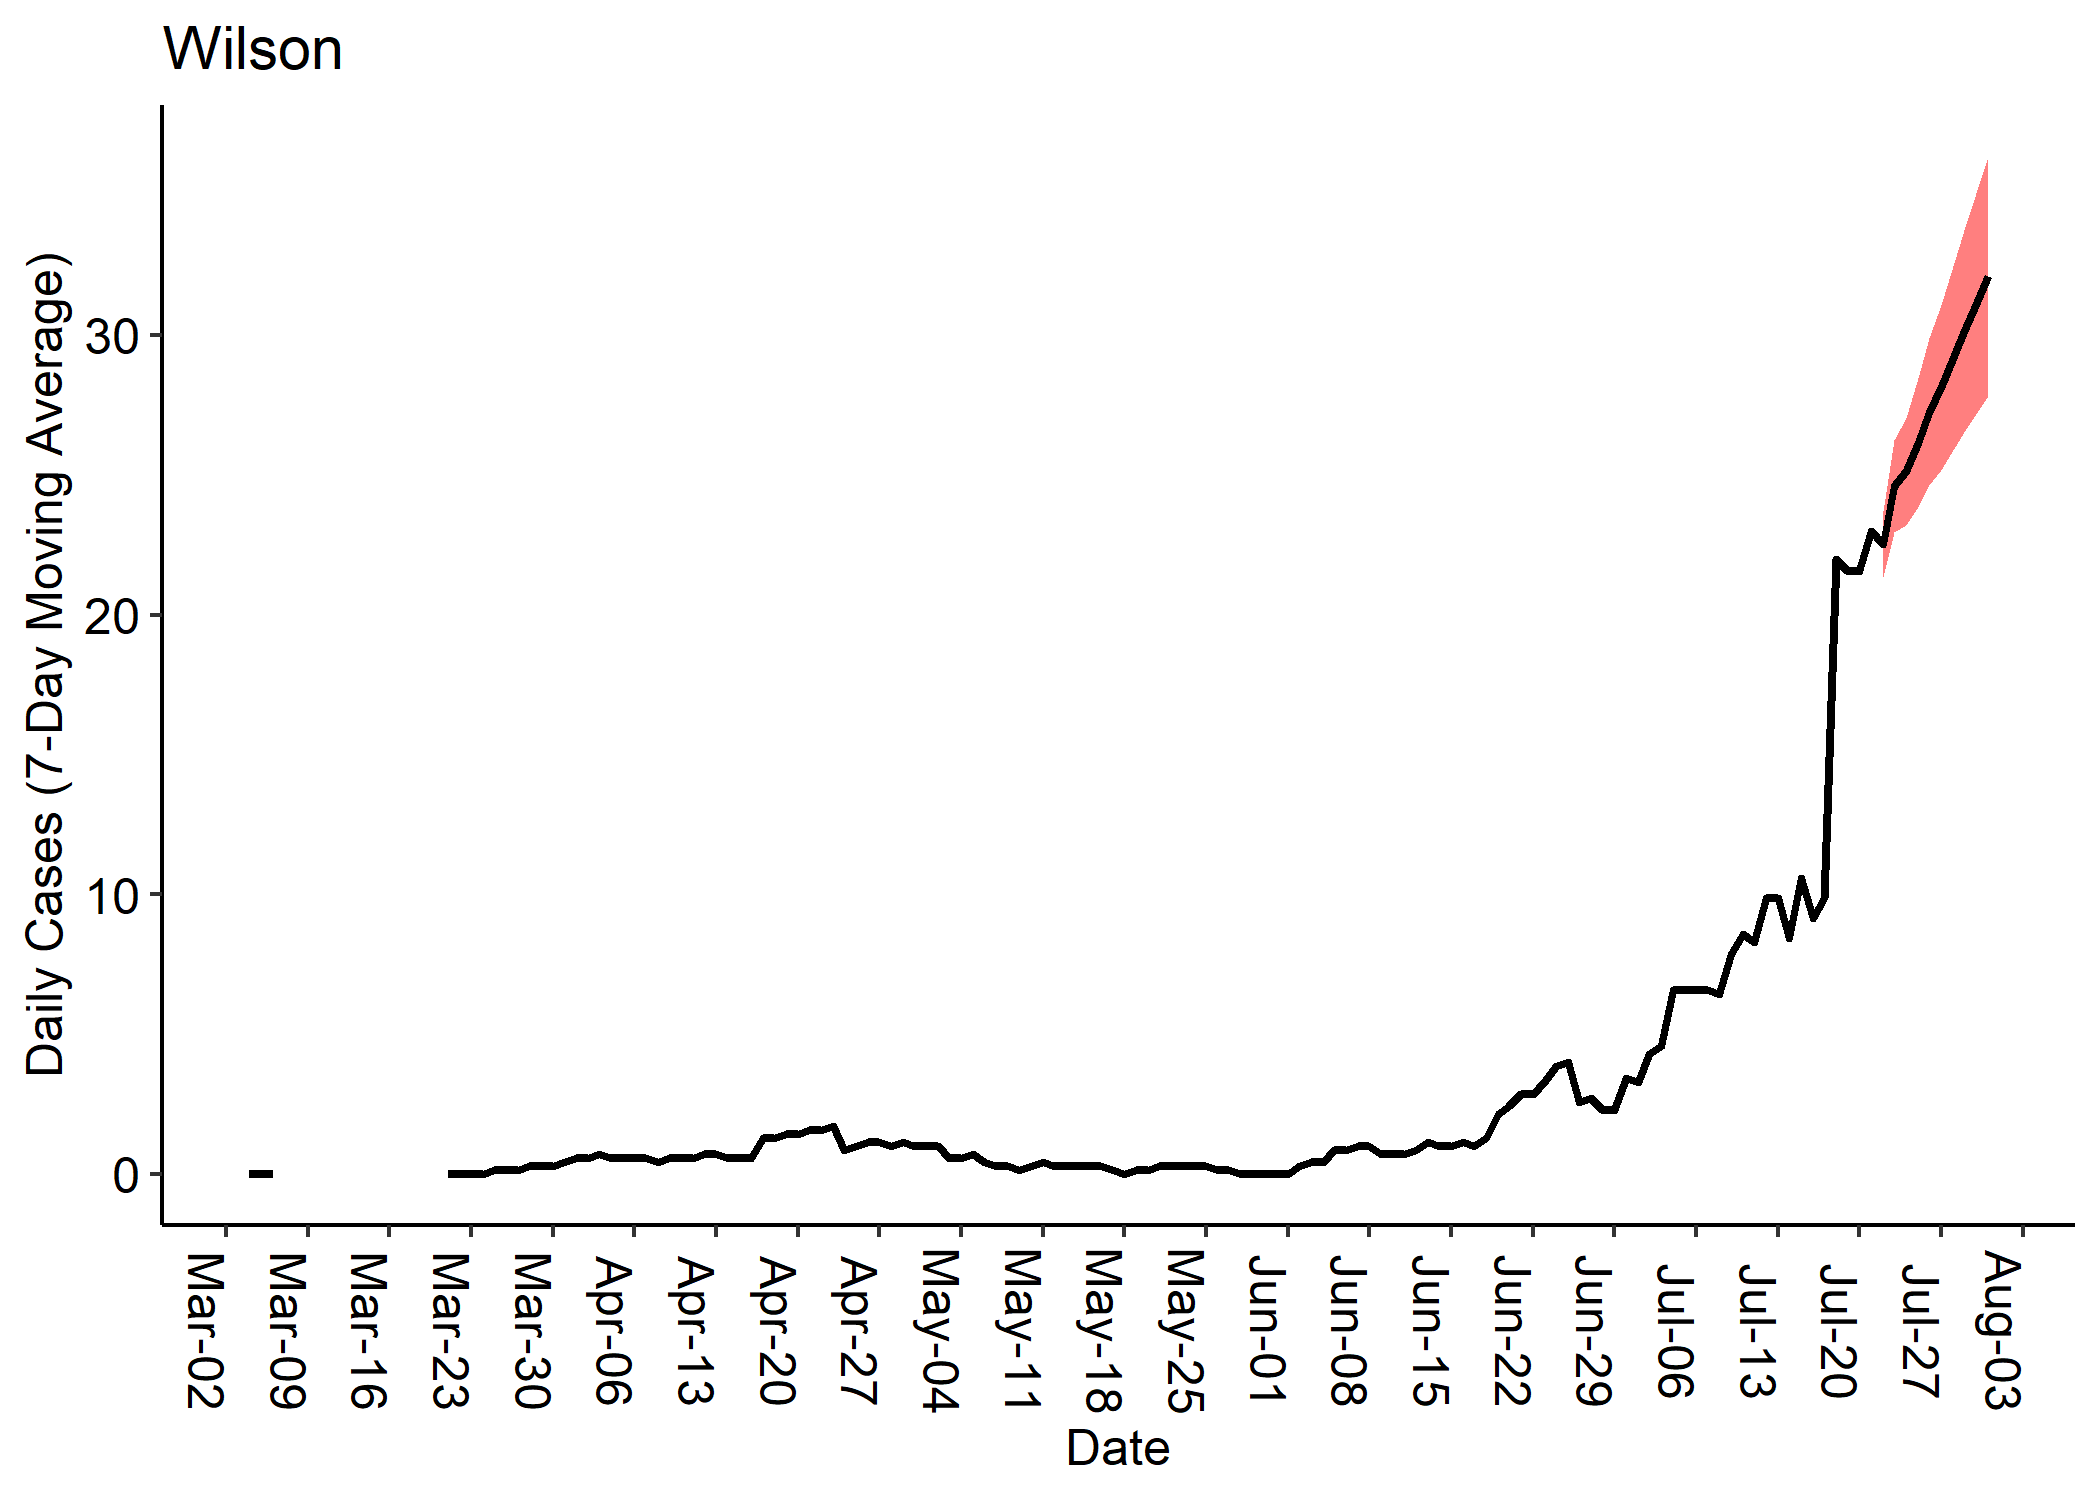 Wilson
Daily Cases (7-Day Moving Average)
30
20
10
0
Mar-02
Mar-09
Mar-16
Mar-23
Mar-30
Apr-06
Apr-13
Apr-20
Apr-27
May-04
May-11
May-18
May-25
Jun-01
Jun-08
Jun-15
Jun-22
Jun-29
Jul-06
Jul-13
Jul-20
Jul-27
Aug-03
Date